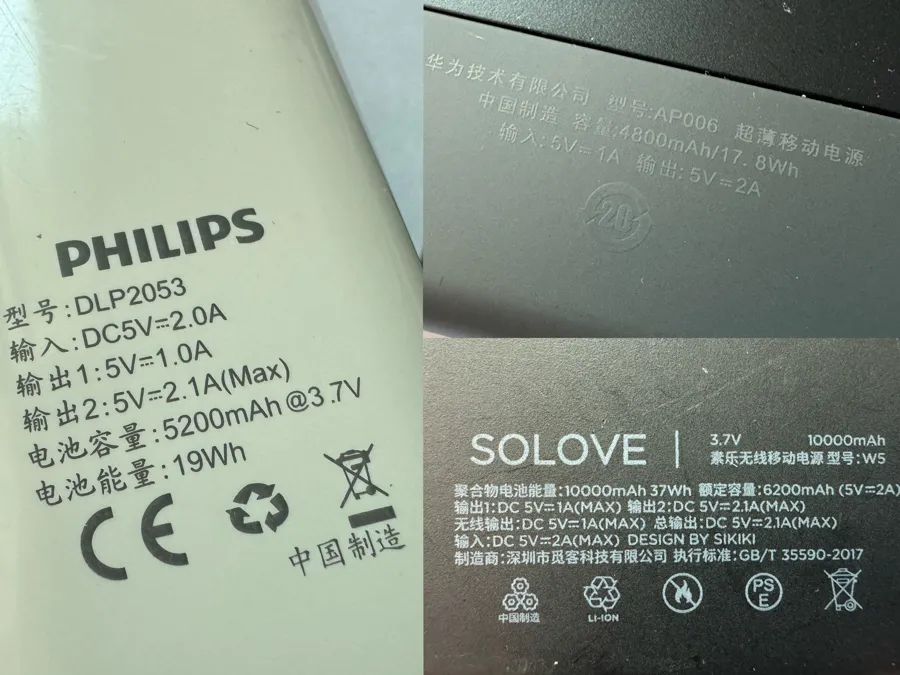 PHILIPS
型号:DLP2053
输入:DC5V⎓2.0A
输出1:5V⎓1.0A
输出2:5V⎓2.1A(Max)
电池容量:5200mAh@3.7V
电池能量:19Wh
CE
中国制造
华为技术有限公司 型号:AP006 超薄移动电源
中国制造 容量:4800mAh/17.8Wh
输入:5V⎓1A 输出:5V⎓2A
20
SOLOVE | 3.7V 10000mAh
素乐无线移动电源 型号:W5
聚合物电池能量:10000mAh 37Wh 额定容量:6200mAh (5V⎓2A)
输出1:DC 5V⎓1A(MAX) 输出2:DC 5V⎓2.1A(MAX)
无线输出:DC 5V⎓1A(MAX) 总输出:DC 5V⎓2.1A(MAX)
输入:DC 5V⎓2A(MAX) DESIGN BY SIKIKI
制造商:深圳市觅客科技有限公司 执行标准:GB/T 35590-2017
PS
E
中国制造 LI-ION